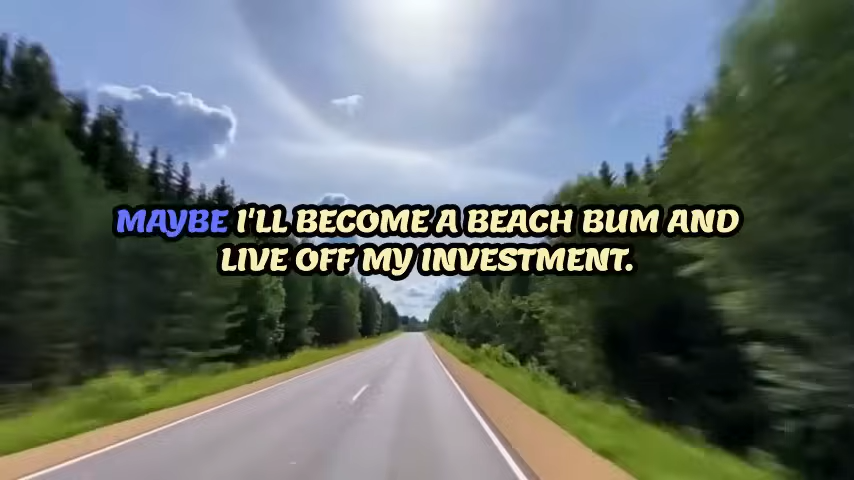 MAYBE I'LL BECOME A BEACH BUM AND
LIVE OFF MY INVESTMENT.